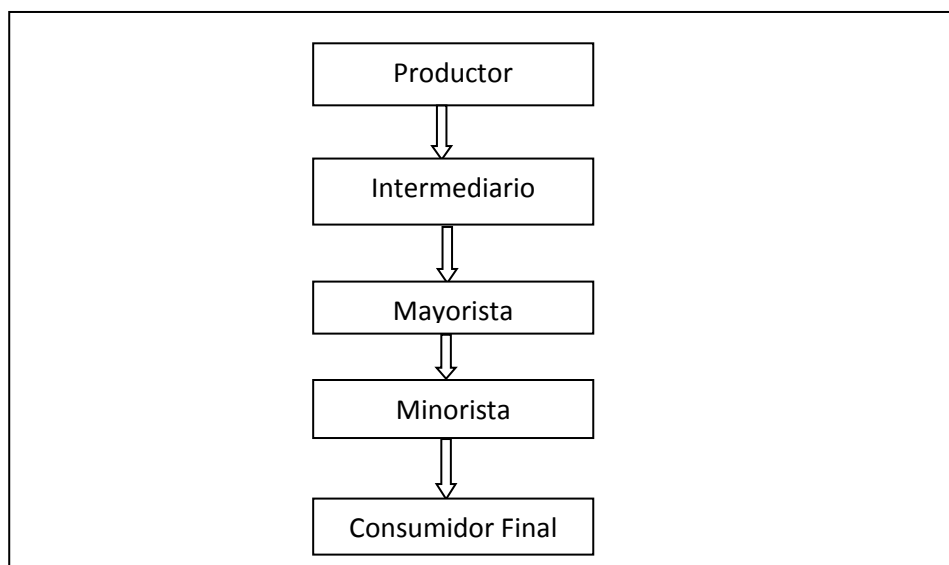 Productor
Intermediario
Mayorista
Minorista
Consumidor Final